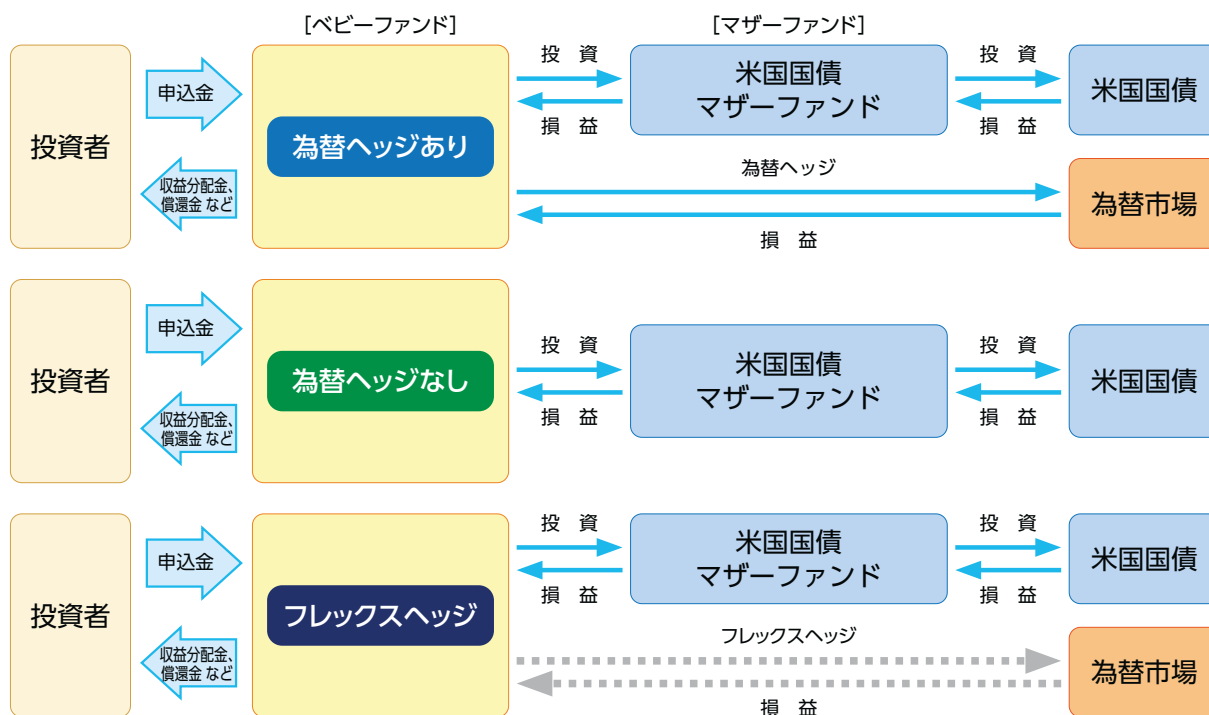 [ベビーファンド]
[マザーファンド]
投資者
申込金
収益分配金、
償還金 など
為替ヘッジあり
投 資
損 益
米国国債
マザーファンド
投 資
損 益
米国国債
為替ヘッジ
損 益
為替市場
投資者
申込金
収益分配金、
償還金 など
為替ヘッジなし
投 資
損 益
米国国債
マザーファンド
投 資
損 益
米国国債
投資者
申込金
収益分配金、
償還金 など
フレックスヘッジ
投 資
損 益
米国国債
マザーファンド
投 資
損 益
米国国債
フレックスヘッジ
損 益
為替市場